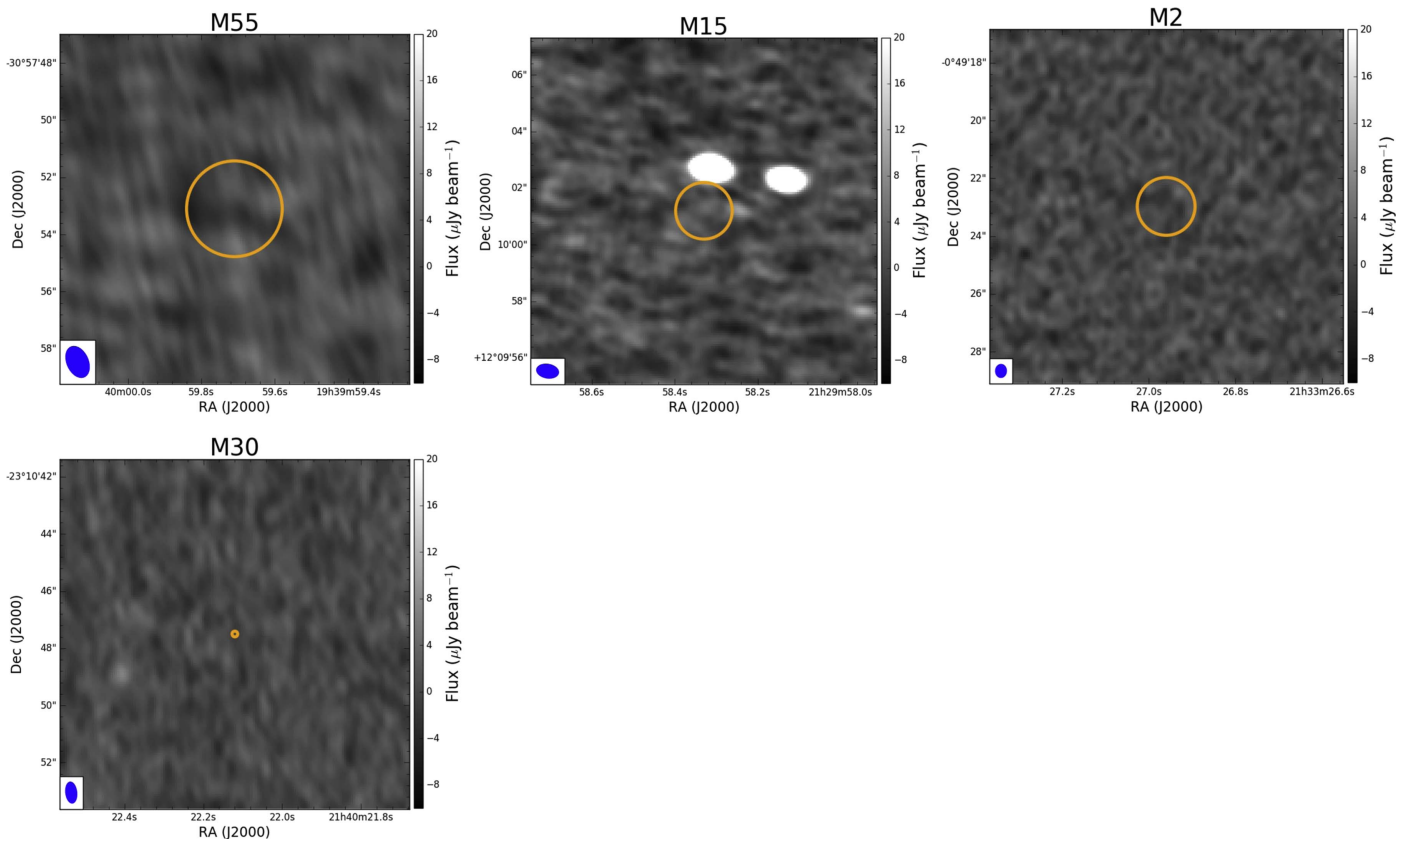 M55
-30°57'48"
50"
52"
54"
56"
58"
Dec (J2000)
40m00.0s
59.8s
59.6s
19h39m59.4s
RA (J2000)
20
16
12
8
4
0
−4
−8
Flux (μJy beam⁻¹)
M15
06"
04"
02"
10'00"
58"
+12°09'56"
Dec (J2000)
58.6s
58.4s
58.2s
21h29m58.0s
RA (J2000)
20
16
12
8
4
0
−4
−8
Flux (μJy beam⁻¹)
M2
-0°49'18"
20"
22"
24"
26"
28"
Dec (J2000)
27.2s
27.0s
26.8s
21h33m26.6s
RA (J2000)
20
16
12
8
4
0
−4
−8
Flux (μJy beam⁻¹)
M30
-23°10'42"
44"
46"
48"
50"
52"
Dec (J2000)
22.4s
22.2s
22.0s
21h40m21.8s
RA (J2000)
20
16
12
8
4
0
−4
−8
Flux (μJy beam⁻¹)